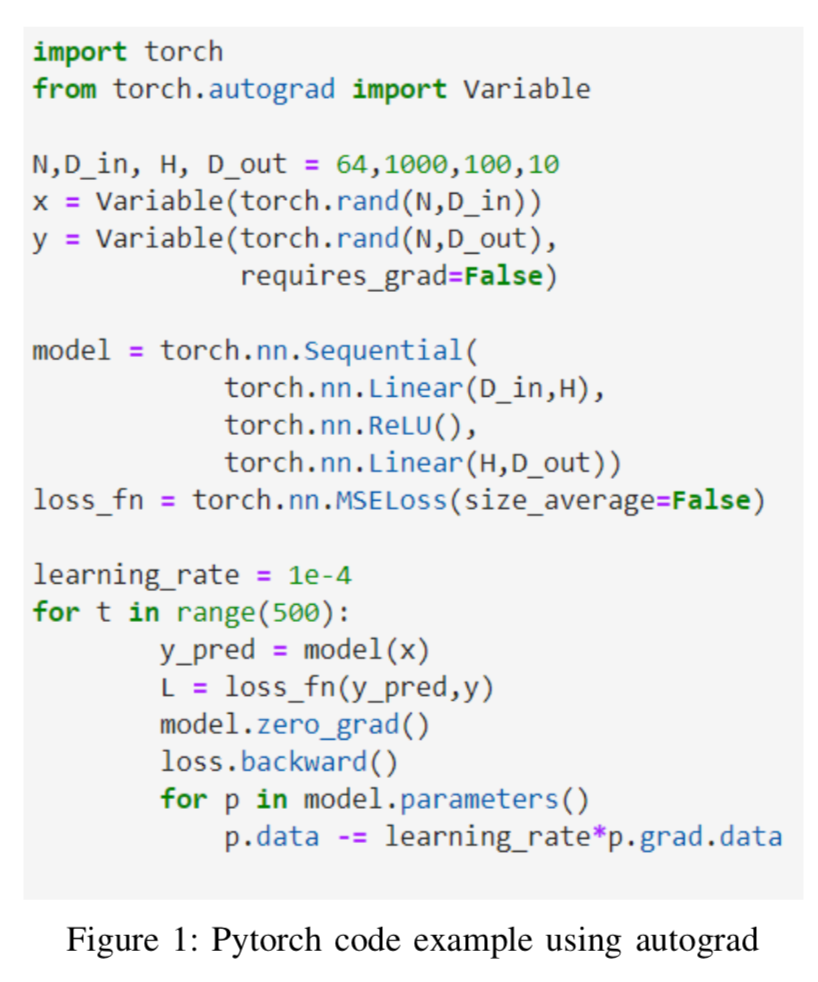 import torch
from torch.autograd import Variable

N,D_in, H, D_out = 64,1000,100,10
x = Variable(torch.rand(N,D_in))
y = Variable(torch.rand(N,D_out),
             requires_grad=False)

model = torch.nn.Sequential(
            torch.nn.Linear(D_in,H),
            torch.nn.ReLU(),
            torch.nn.Linear(H,D_out))
loss_fn = torch.nn.MSELoss(size_average=False)

learning_rate = 1e-4
for t in range(500):
        y_pred = model(x)
        L = loss_fn(y_pred,y)
        model.zero_grad()
        loss.backward()
        for p in model.parameters()
            p.data -= learning_rate*p.grad.data

Figure 1: Pytorch code example using autograd